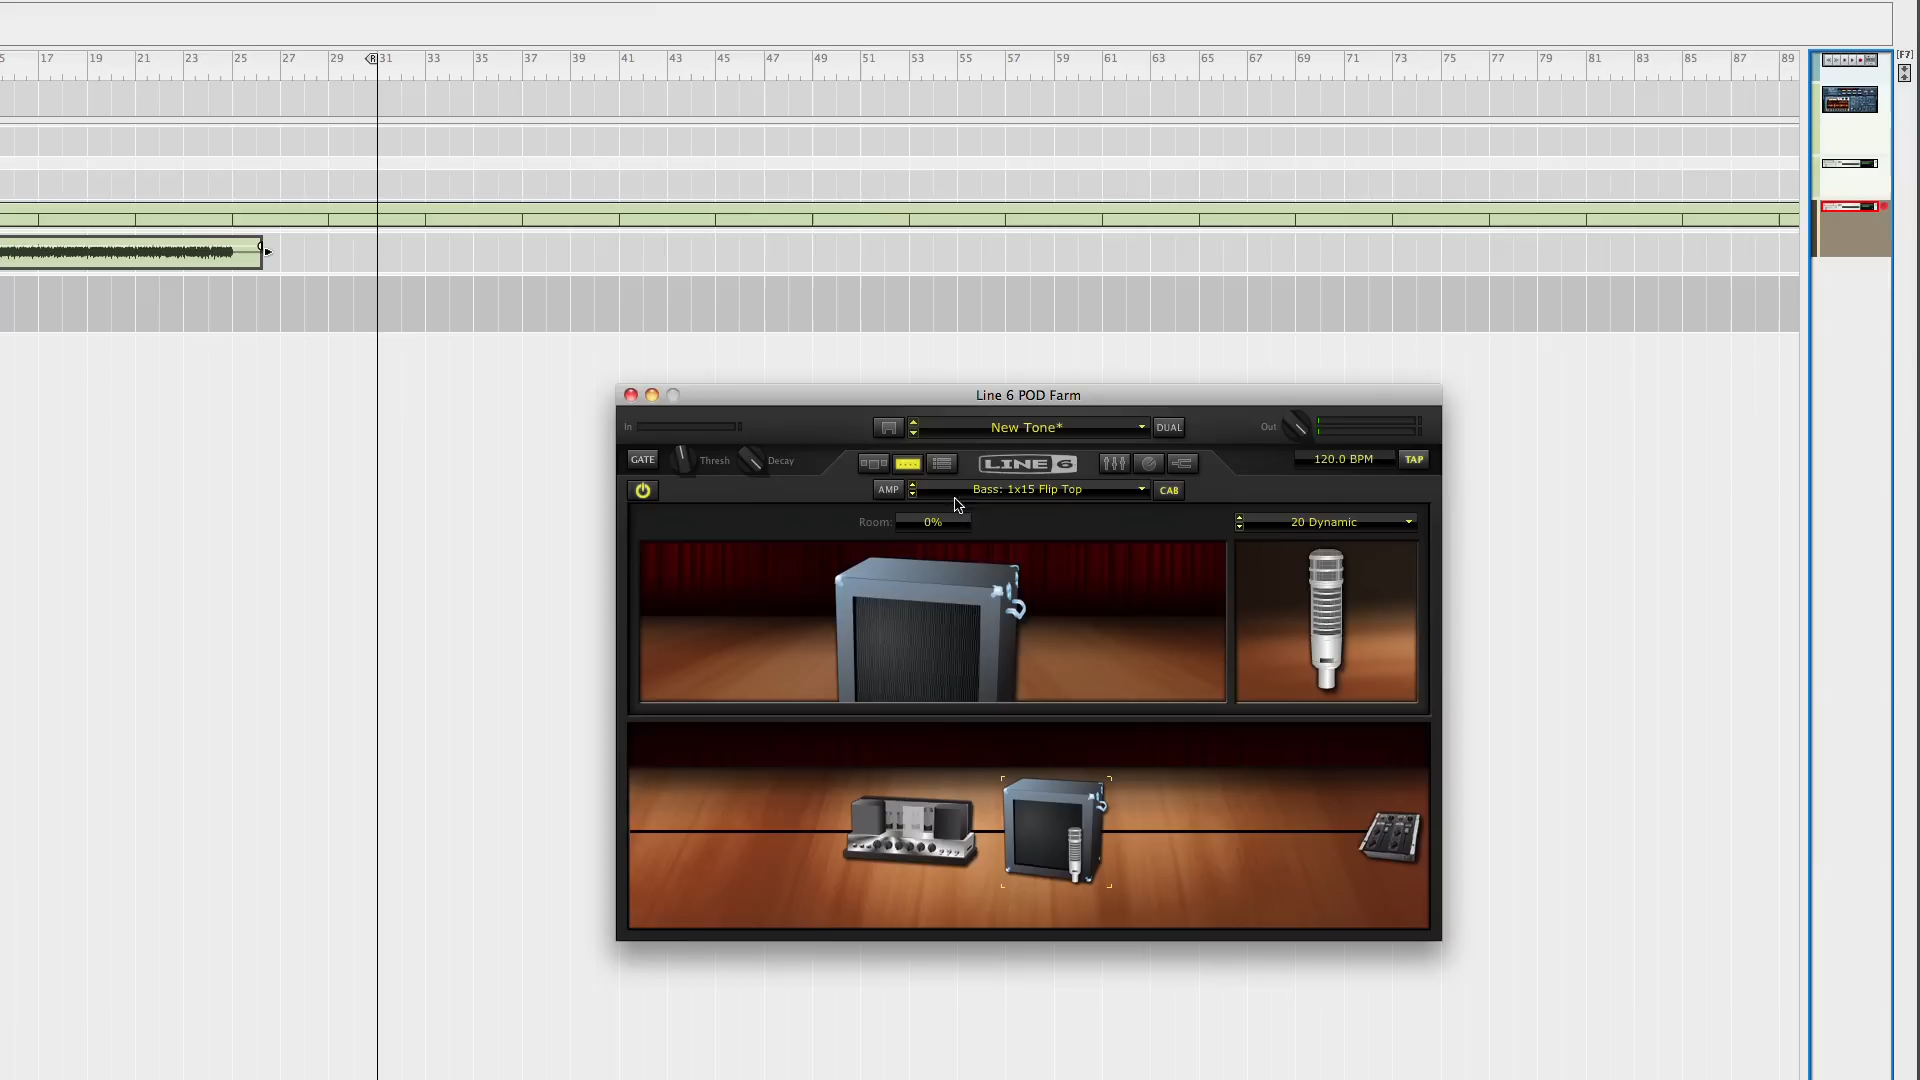 17 19 21 23 25 27 29 R 31 33 35 37 39 41 43 45 47 49 51 53 55 57 59 61 63 65 67 69 71 73 75 77 79 81 83 85 87 89
[F7]
Line 6 POD Farm
In
New Tone*
DUAL
Out
GATE
Thresh
Decay
LINE 6
120.0 BPM
TAP
AMP
Bass: 1x15 Flip Top
CAB
Room: 0%
20 Dynamic